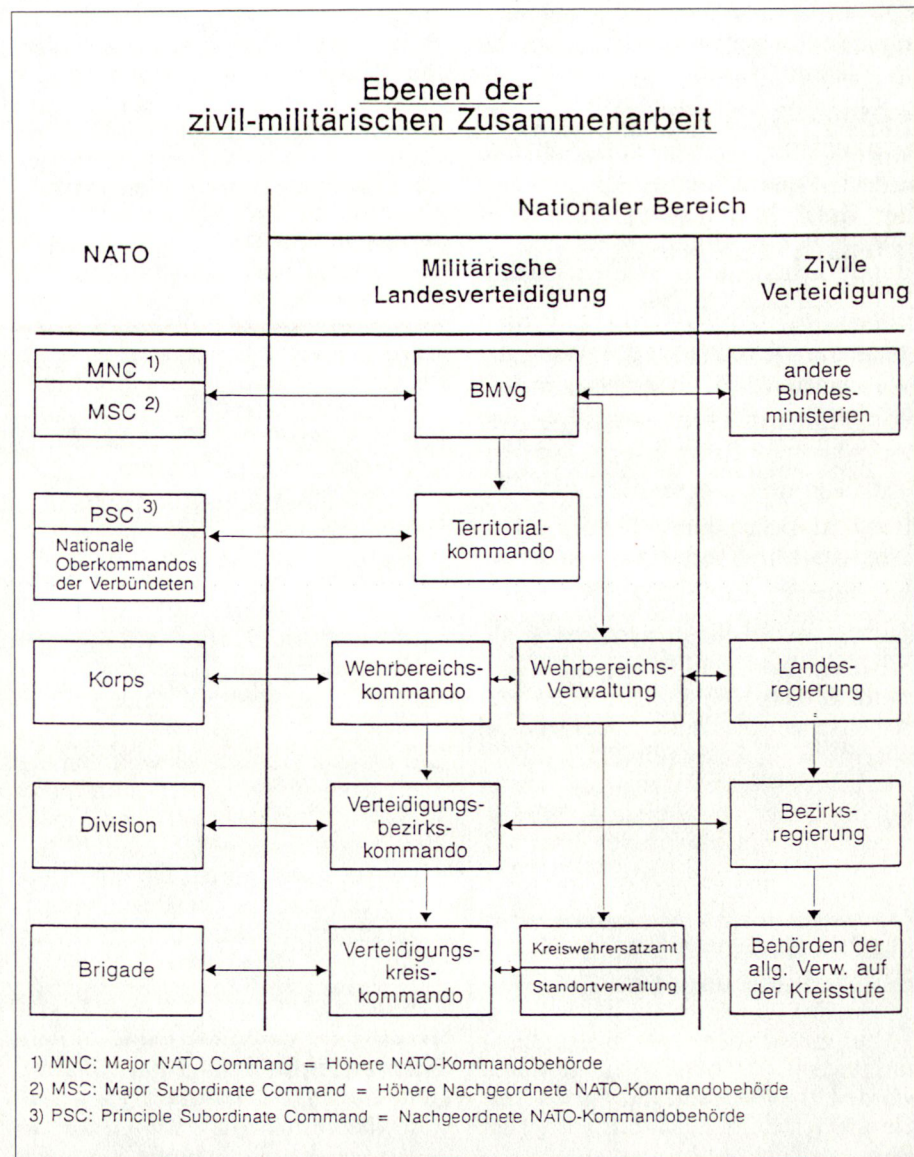 Ebenen der
zivil-militärischen Zusammenarbeit
NATO
Nationaler Bereich
Militärische
Landesverteidigung
Zivile
Verteidigung
MNC 1)
MSC 2)
BMVg
andere
Bundes-
ministerien
PSC 3)
Nationale
Oberkommandos
der Verbündeten
Territorial-
kommando
Korps
Wehrbereichs-
kommando
Wehrbereichs-
Verwaltung
Landes-
regierung
Division
Verteidigungs-
bezirks-
kommando
Bezirks-
regierung
Brigade
Verteidigungs-
kreis-
kommando
Kreiswehrersatzamt
Standortverwaltung
Behörden der
allg. Verw. auf
der Kreisstufe
1) MNC: Major NATO Command = Höhere NATO-Kommandobehörde
2) MSC: Major Subordinate Command = Höhere Nachgeordnete NATO-Kommandobehörde
3) PSC: Principle Subordinate Command = Nachgeordnete NATO-Kommandobehörde